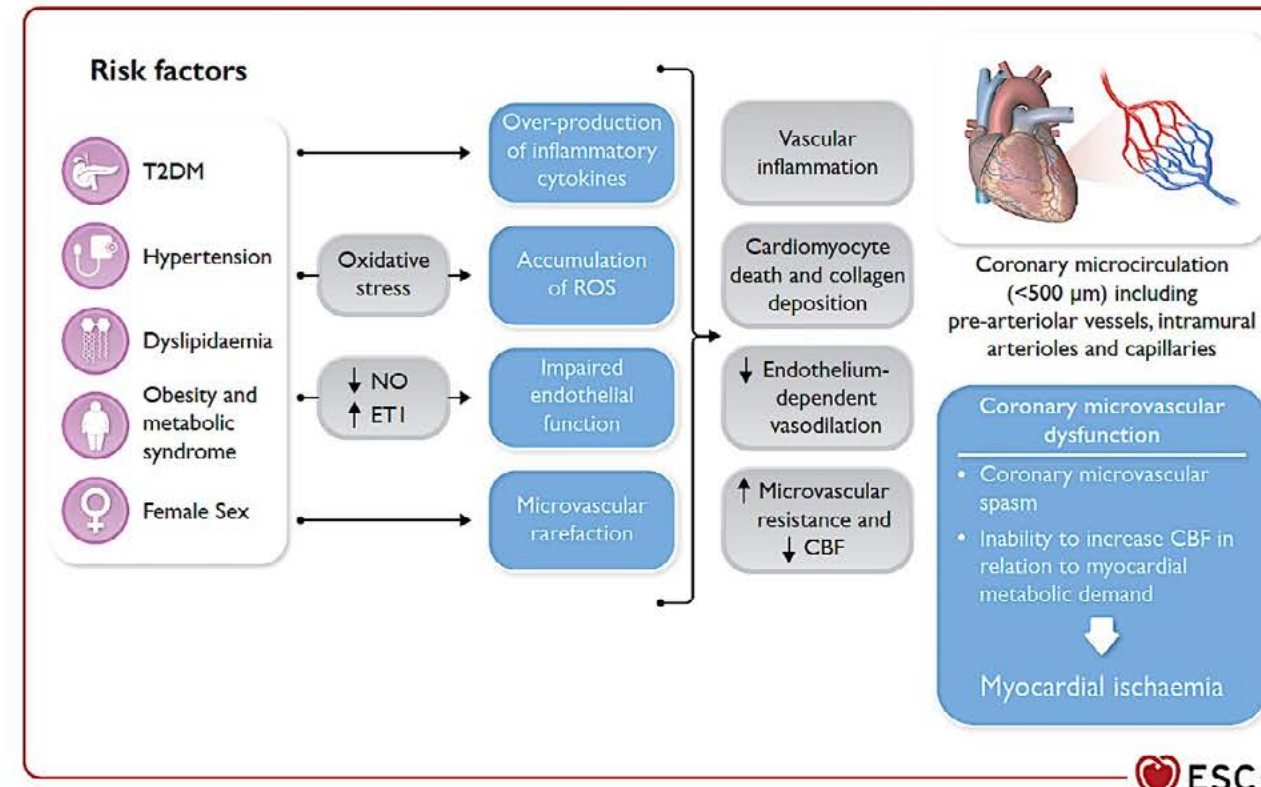 Risk factors
T2DM
Hypertension
Dyslipidaemia
Obesity and
metabolic
syndrome
Female Sex
Oxidative
stress
↓ NO
↑ ET1
Over-production
of inflammatory
cytokines
Accumulation
of ROS
Impaired
endothelial
function
Microvascular
rarefaction
Vascular
inflammation
Cardiomyocyte
death and collagen
deposition
↓ Endothelium-
dependent
vasodilation
↑ Microvascular
resistance and
↓ CBF
Coronary microcirculation
(<500 µm) including
pre-arteriolar vessels, intramural
arterioles and capillaries
Coronary microvascular
dysfunction
• Coronary microvascular
spasm
• Inability to increase CBF in
relation to myocardial
metabolic demand
Myocardial ischaemia
ESC